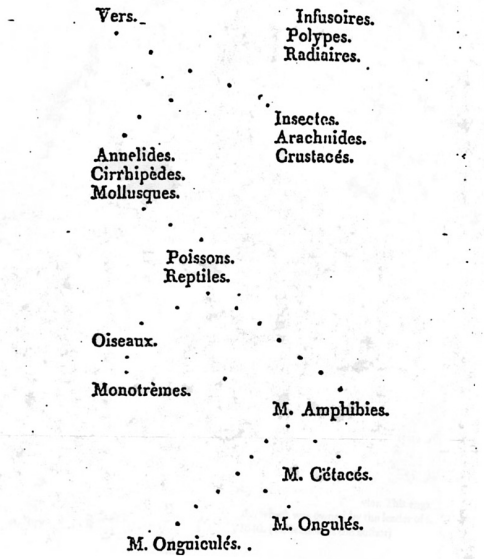 Vers.
Infusoires.
Polypes.
Radiaires.
Insectes.
Arachnides.
Crustacés.
Annelides.
Cirrhipèdes.
Mollusques.
Poissons.
Reptiles.
Oiseaux.
Monotrèmes.
M. Amphibies.
M. Cétacés.
M. Ongulés.
M. Onguiculés.